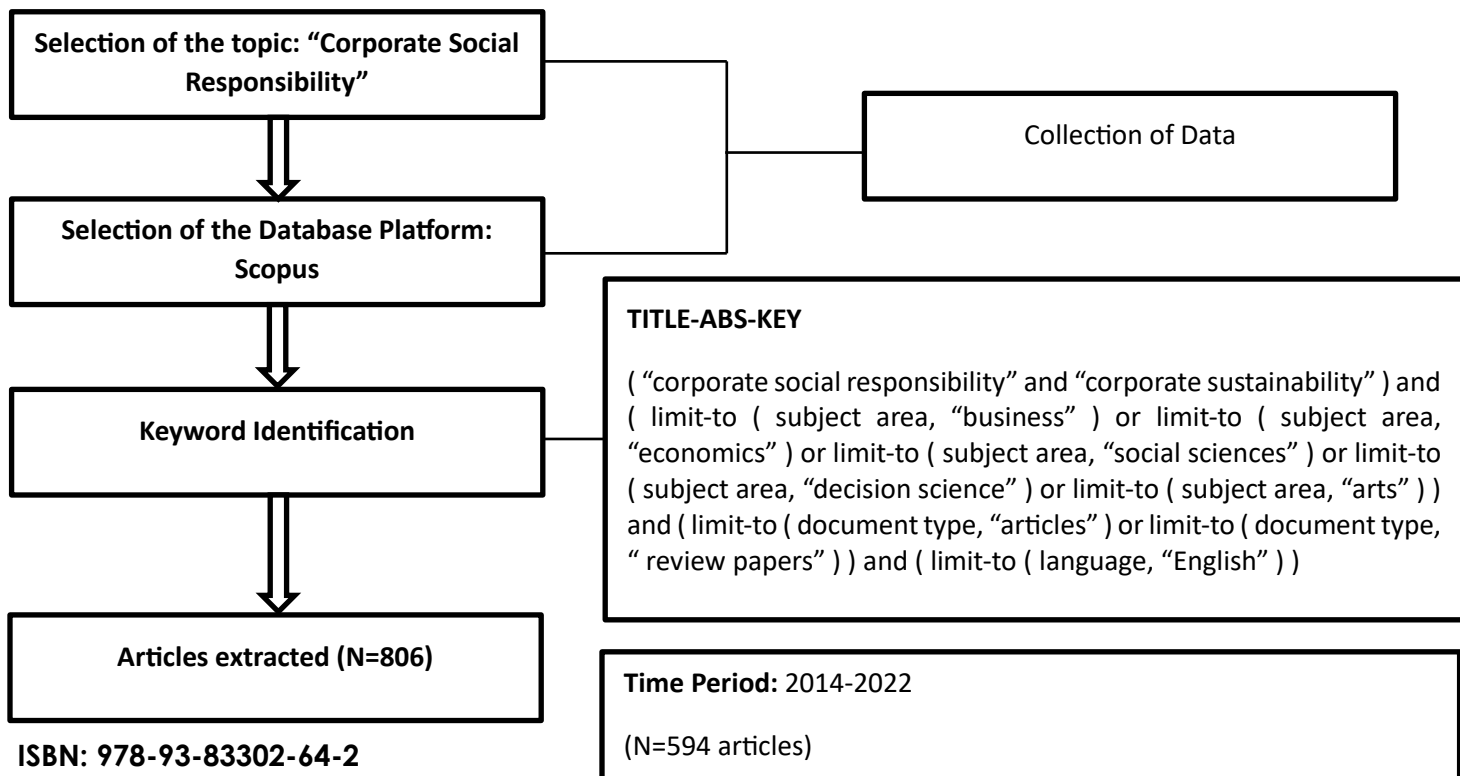 Selection of the topic: “Corporate Social
Responsibility”
Collection of Data
Selection of the Database Platform:
Scopus
Keyword Identification
TITLE-ABS-KEY
( “corporate social responsibility” and “corporate sustainability” ) and
( limit-to ( subject area, “business” ) or limit-to ( subject area,
“economics” ) or limit-to ( subject area, “social sciences” ) or limit-to
( subject area, “decision science” ) or limit-to ( subject area, “arts” ) )
and ( limit-to ( document type, “articles” ) or limit-to ( document type,
“ review papers” ) ) and ( limit-to ( language, “English” ) )
Articles extracted (N=806)
Time Period: 2014-2022
(N=594 articles)
ISBN: 978-93-83302-64-2